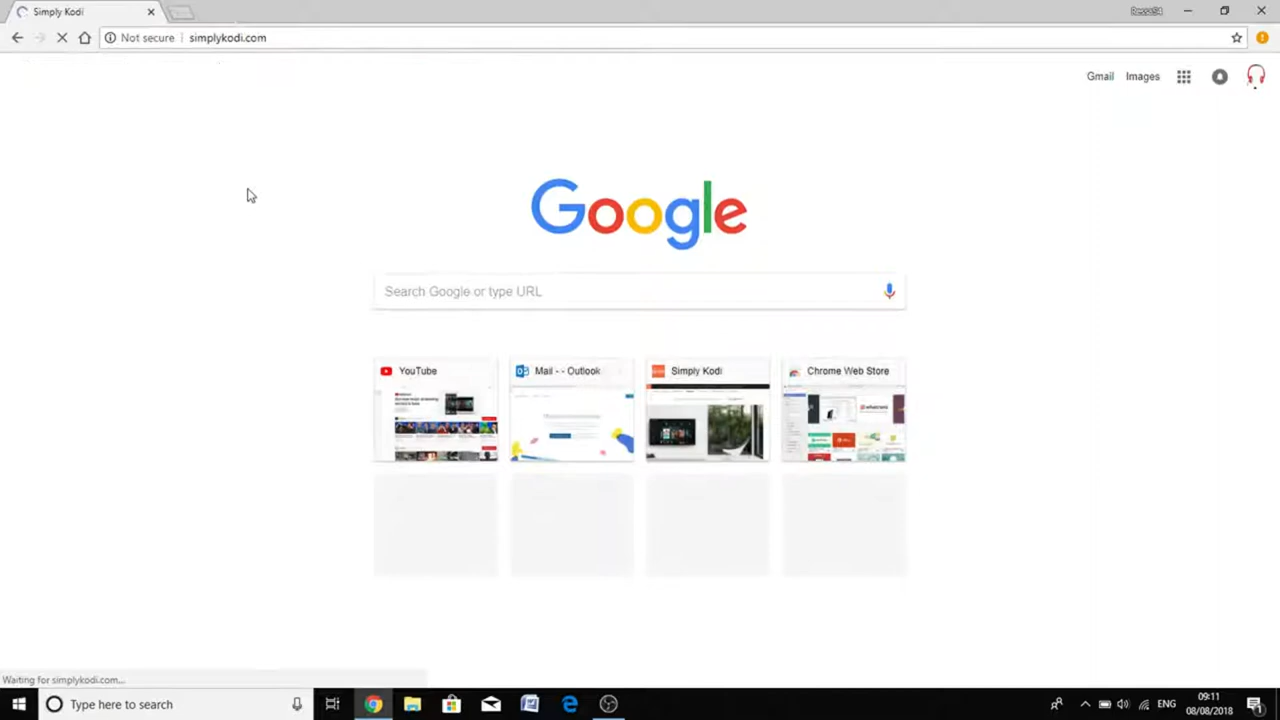 Simply Kodi
Not secure
simplykodi.com
Gmail
Images
Google
Search Google or type URL
YouTube
Mail - - Outlook
Simply Kodi
Chrome Web Store
Waiting for simplykodi.com...
Type here to search
ENG
09:11
08/08/2018